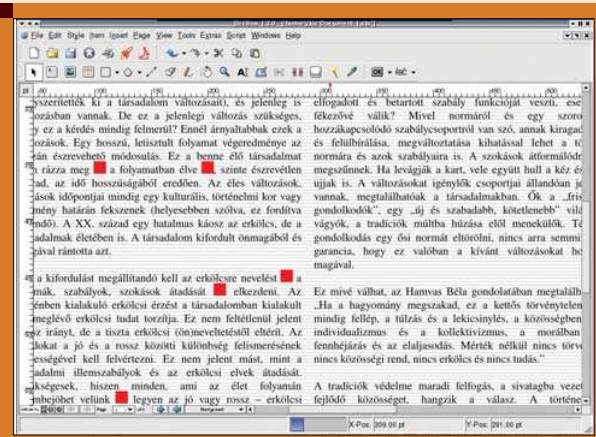 File Edit Style Item Insert Page View Tools Extras Script Windows Help
yszerítették ki a társadalom változásait), és jelenleg is
ozásban vannak. De ez a jelenlegi változás szükséges,
y ez a kérdés mindig felmerül? Ennél árnyaltabbak ezek a
ozások. Egy hosszú, letisztult folyamat végeredménye az
zán észrevehető módosulás. Ez a benne élő társadalmat
n rázza meg a folyamatban élve , szinte észrevétlen
ad, az idő hosszúságából eredően. Az éles változások,
ások időpontjai mindig egy kulturális, történelmi kor vagy
mény határán fekszenek (helyesebben szólva, ez fordítva
ndő). A XX. század egy hatalmas káosz az erkölcs, de a
adalmak életében is. A társadalom kifordult önmagából és
gával rántotta azt.
a kifordulást megállítandó kell az erkölcsre nevelést a
mák, szabályok, szokások átadását elkezdeni. Az
énben kialakuló erkölcsi érzést a társadalomban kialakult
meglévő erkölcsi tudat torzítja. Ez nem feltétlenül jelent
sz irányt, de a tiszta erkölcsi (ön)neveltetéstől eltérít. Az
dokat a jó és a rossz közötti különbség felismerésének
ességével kell felvértezni. Ez nem jelent mást, mint a
adalmi illemszabályok és az erkölcsi elvek átadását.
ikségesek, hiszen minden, ami az élet folyamán
mbejöhet velünk legyen az jó vagy rossz – erkölcsi
elfogadott és betartott szabály funkcióját veszti, ese
fékezővé válik? Mivel normáról és egy szoro
hozzákapcsolódó szabálycsoportról van szó, annak kiragad
és felülbírálása, megváltoztatása kihatással lehet a tö
normára és azok szabályaira is. A szokások átformálódr
megszűnnek. Ha levágják a kart, vele együtt hull a kéz és
ujjak is. A változásokat igénylők csoportjai állandóan je
vannak, megtalálhatóak a társadalmakban. Ők a „fris
gondolkodók”, egy „új és szabadabb, kötetlenebb” vilá
vágyók, a tradíciók múltba húzása elől menekülők. Té
gondolkodás egy ősi normát eltörölni, nincs arra semmi
garancia, hogy ez valóban a kívánt változásokat ho
magával.
Ez mivé válhat, az Hamvas Béla gondolatában megtalálh
„Ha a hagyomány megszakad, ez a kettős törvénytelen
mindig fellép, a túlzás és a lekicsinylés, a közösségben
individualizmus és a kollektivizmus, a morálban
fennhéjázás és az elaljasodás. Mérték nélkül nincs törvé
nincs közösségi rend, nincs erkölcs és nincs tudás.”
A tradíciók védelme maradi felfogás, a sivatagba vezet
fejlődő közösséget, hangzik a válasz. A történe
X-Pos: 309.00 pt Y-Pos: 291.00 pt